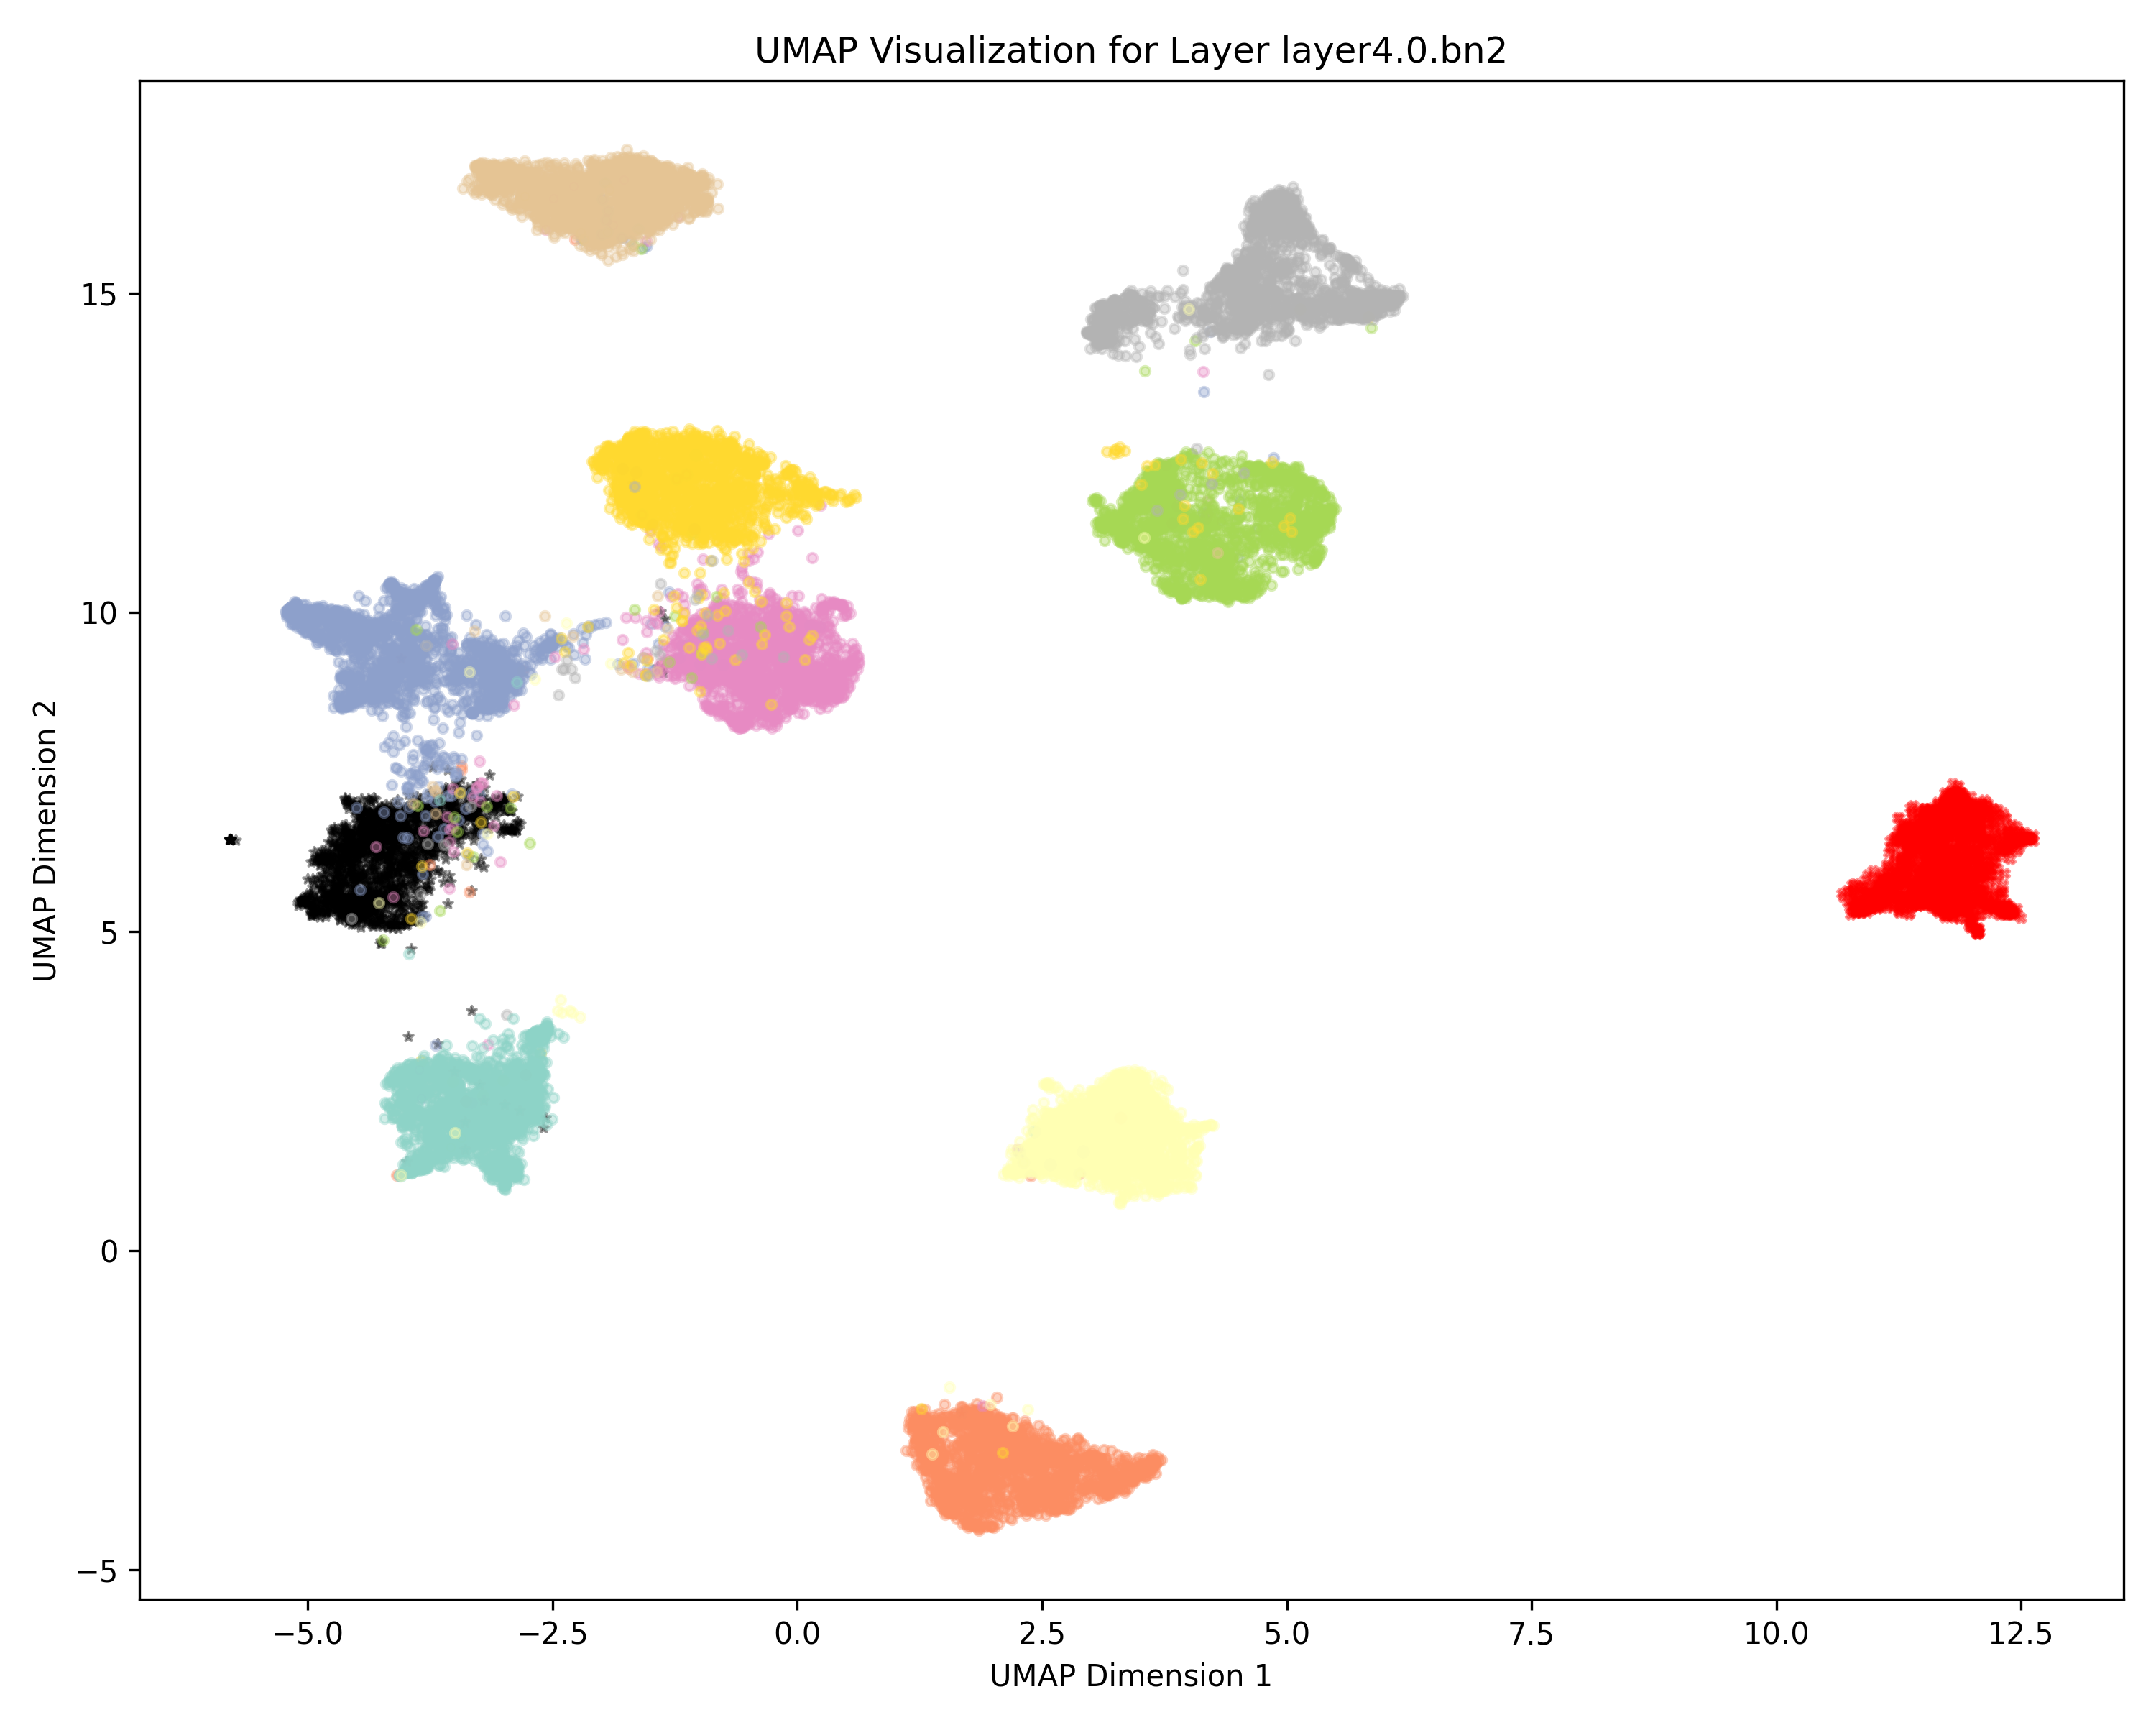 UMAP Visualization for Layer layer4.0.bn2
UMAP Dimension 2
15
10
5
0
−5
−5.0 −2.5 0.0 2.5 5.0 7.5 10.0 12.5
UMAP Dimension 1